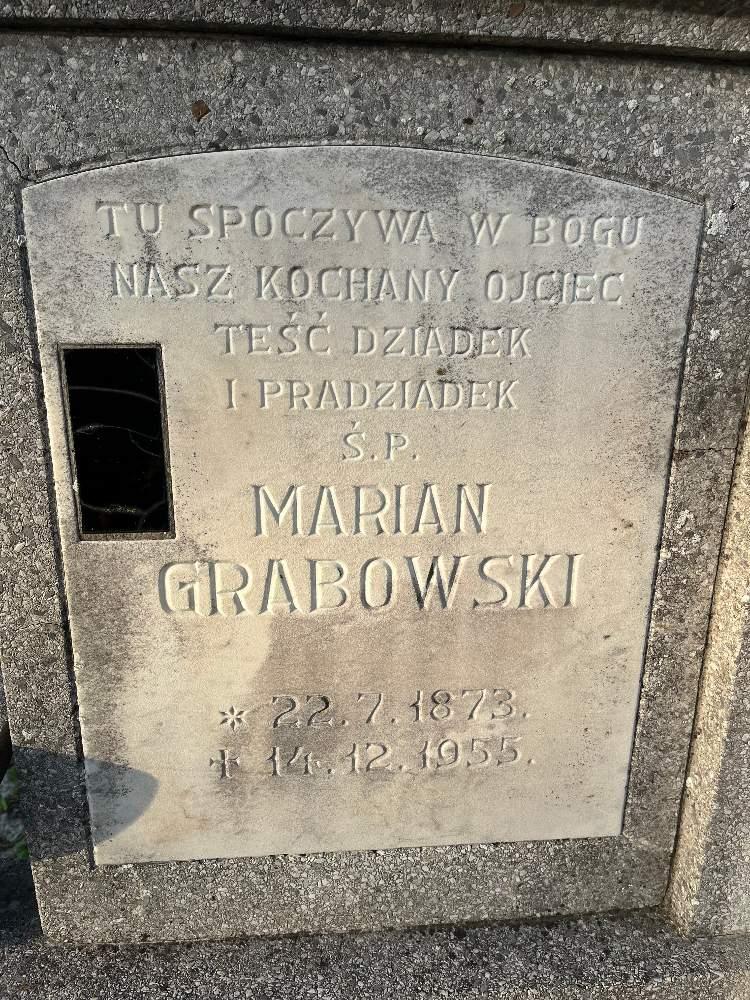 TU SPOCZYWA W BOGU
NASZ KOCHANY OJCIEC
TEŚĆ DZIADEK
I PRADZIADEK
Ś.P.
MARIAN
GRABOWSKI
* 22.7.1873.
+ 14.12.1955.